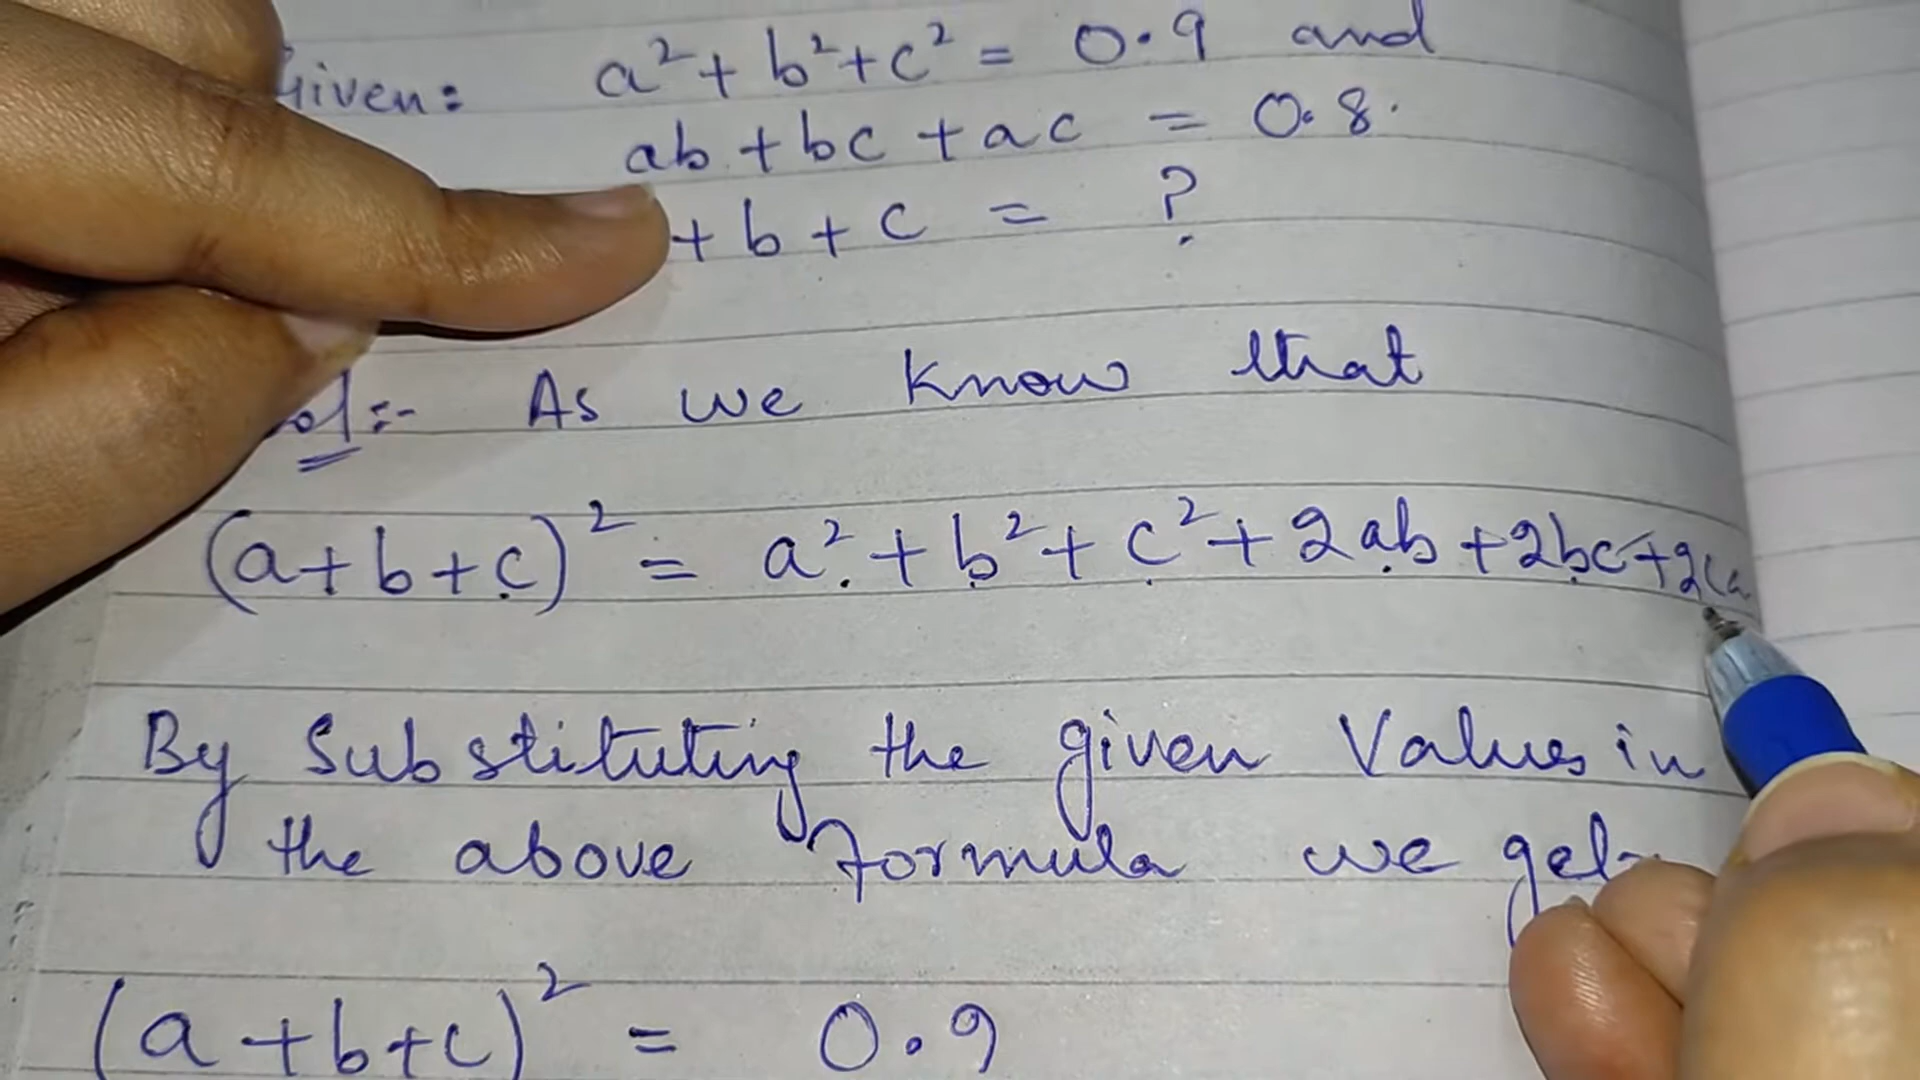 Given: a² + b² + c² = 0.9 and
ab + bc + ac = 0.8.
+ b + c = ?
ol:- As we know that
(a+b+c)² = a² + b² + c² + 2ab + 2bc + 2ca
By Substituting the given Values in
the above formula we get
(a+b+c)² = 0.9